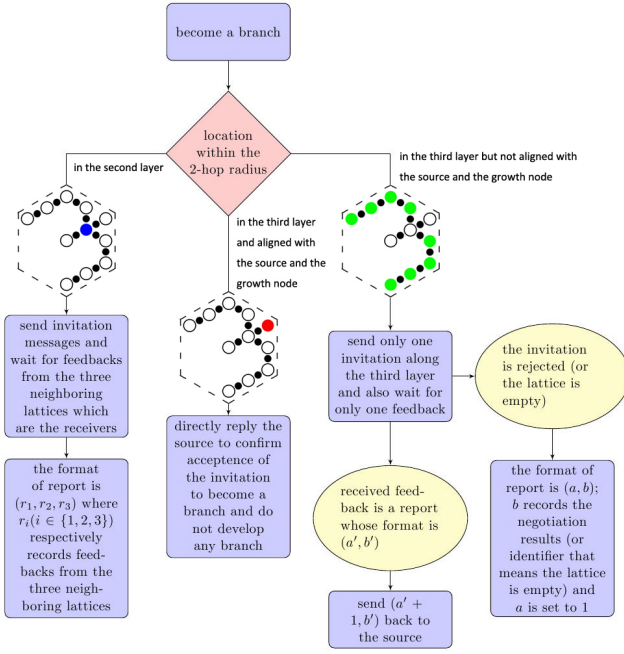 become a branch
location
within the
2-hop radius
in the second layer
in the third layer
and aligned with
the source and the
growth node
in the third layer but not aligned with
the source and the growth node
send invitation
messages and
wait for feedbacks
from the three
neighboring
lattices which
are the receivers
the format
of report is
(r₁, r₂, r₃) where
rᵢ(i ∈ {1, 2, 3})
respectively
records feed-
backs from the
three neigh-
boring lattices
directly reply the
source to confirm
acceptance of
the invitation
to become a
branch and do
not develop
any branch
send only one
invitation along
the third layer
and also wait for
only one feedback
received feed-
back is a report
whose format is
(a′, b′)
send (a′ +
1, b′) back to
the source
the invitation
is rejected (or
the lattice is
empty)
the format of
report is (a, b);
b records the
negotiation
results (or
identifier that
means the lattice
is empty) and
a is set to 1